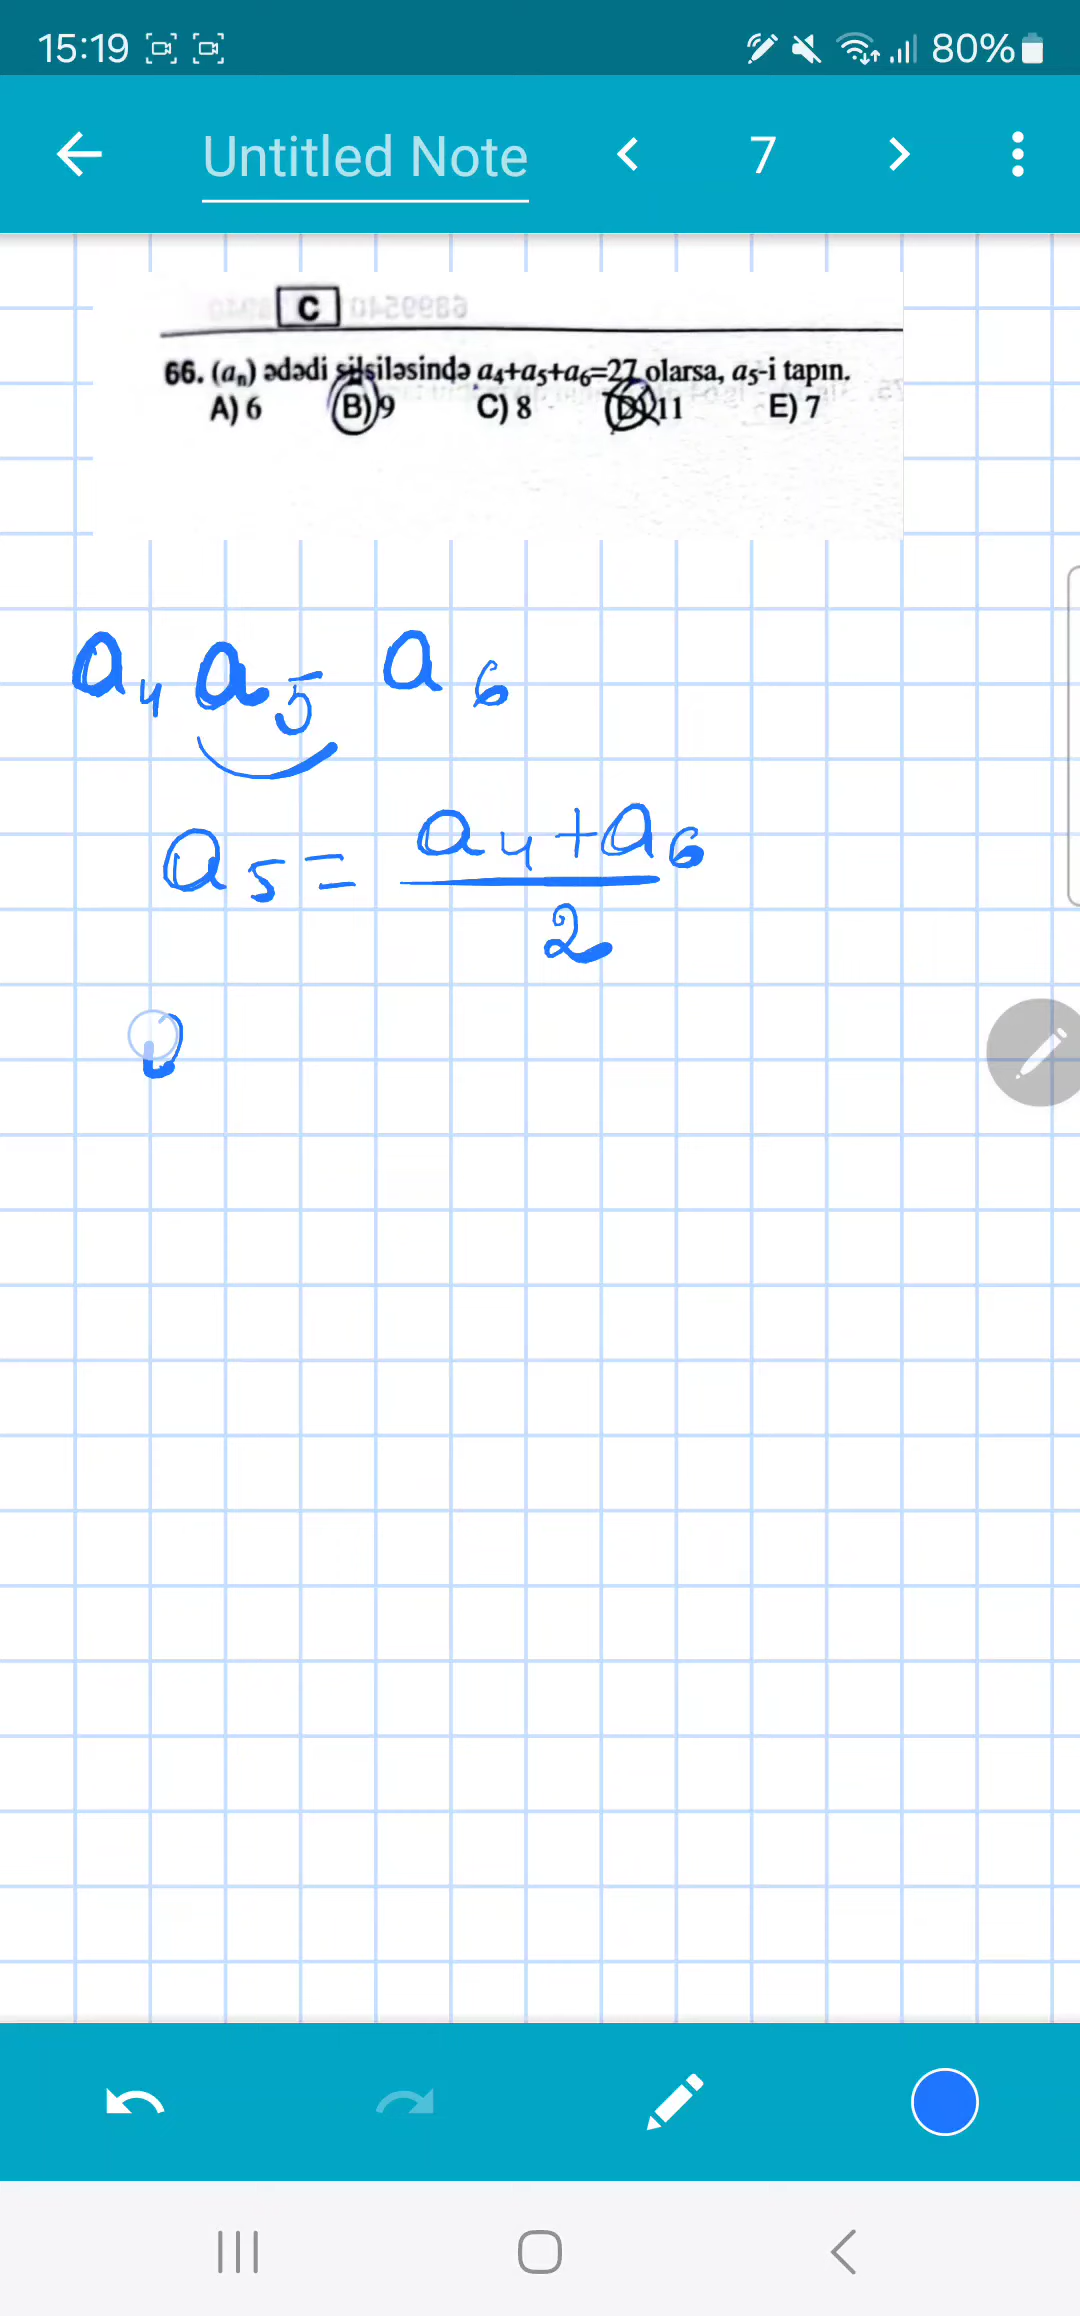 15:19 80%
Untitled Note 7
C
66. (aₙ) ədədi silsiləsində a₄+a₅+a₆=27 olarsa, a₅-i tapın.
A) 6 B) 9 C) 8 D) 11 E) 7
a₄ a₅ a₆
a₅ = (a₄+a₆)/2